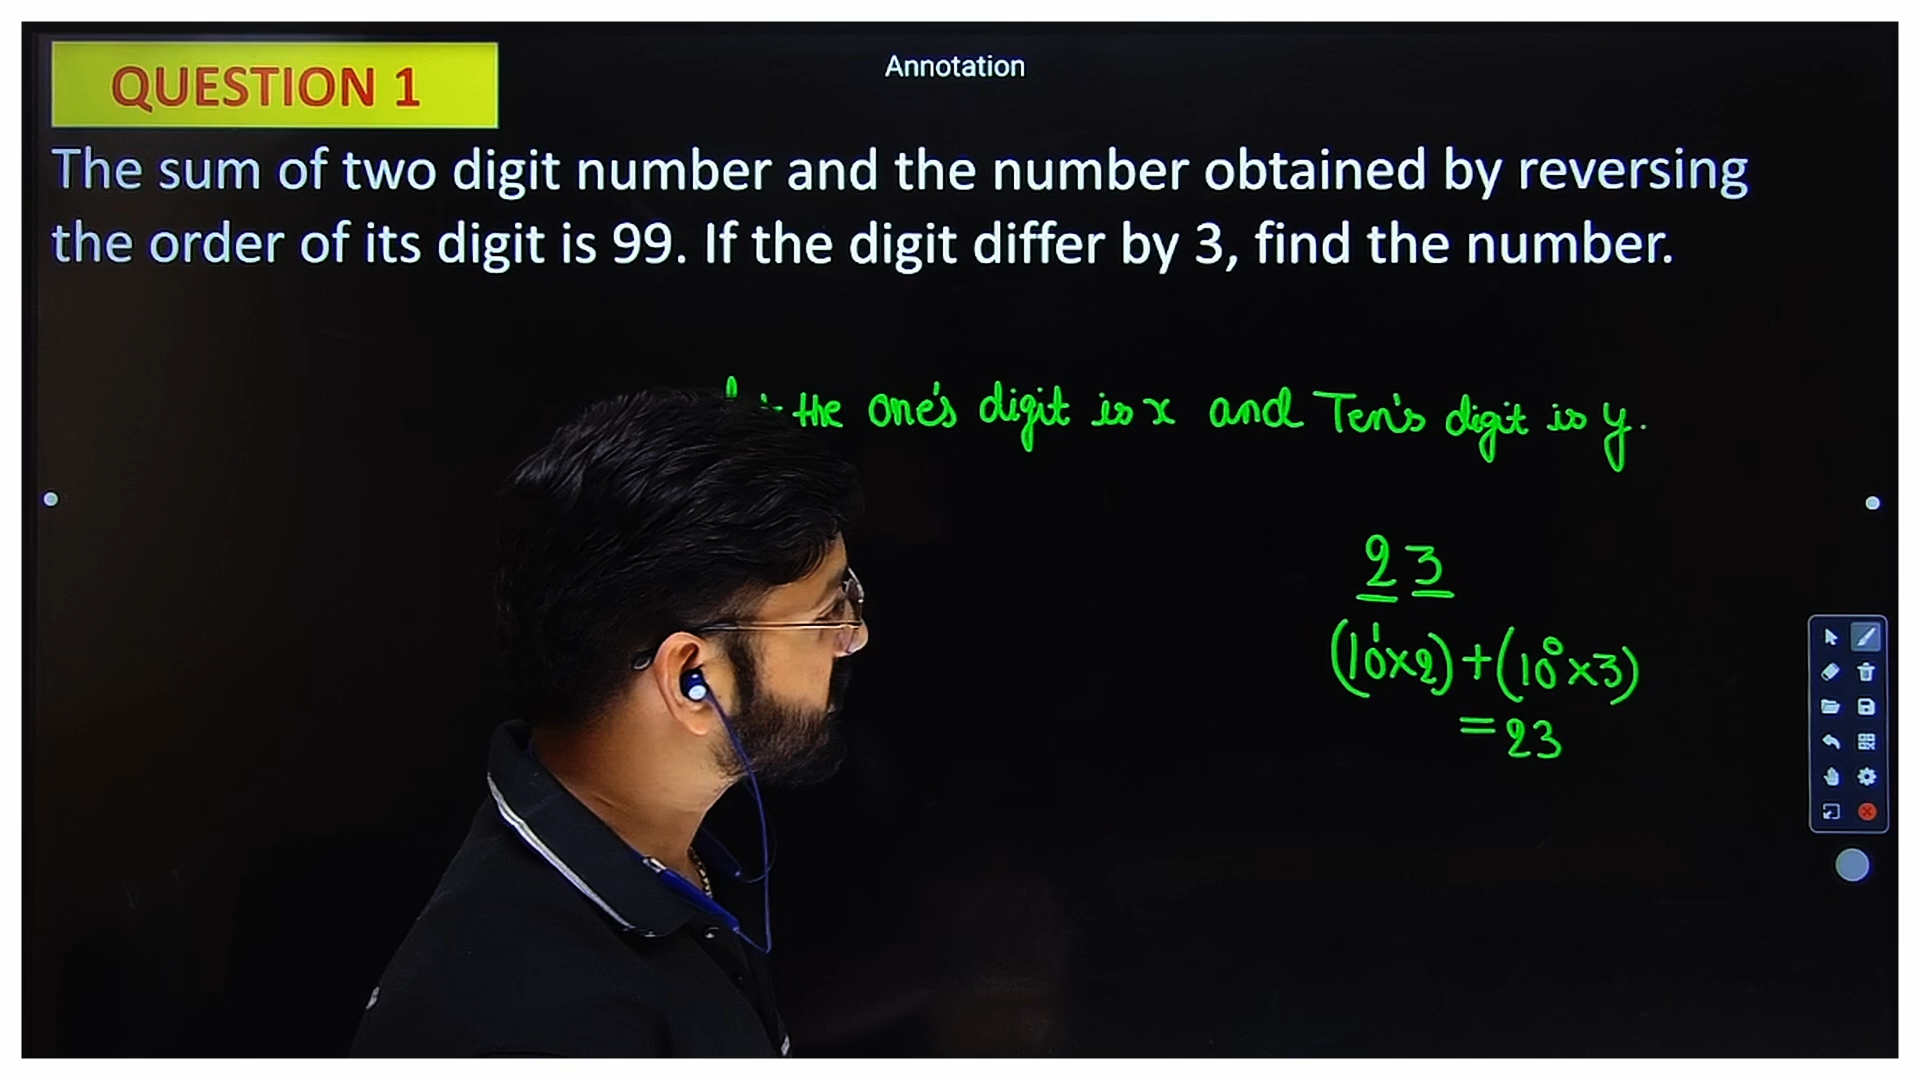 QUESTION 1
Annotation
The sum of two digit number and the number obtained by reversing
the order of its digit is 99. If the digit differ by 3, find the number.
the one's digit is x and Ten's digit is y.
2 3
(10¹×2)+(10⁰×3)
=23